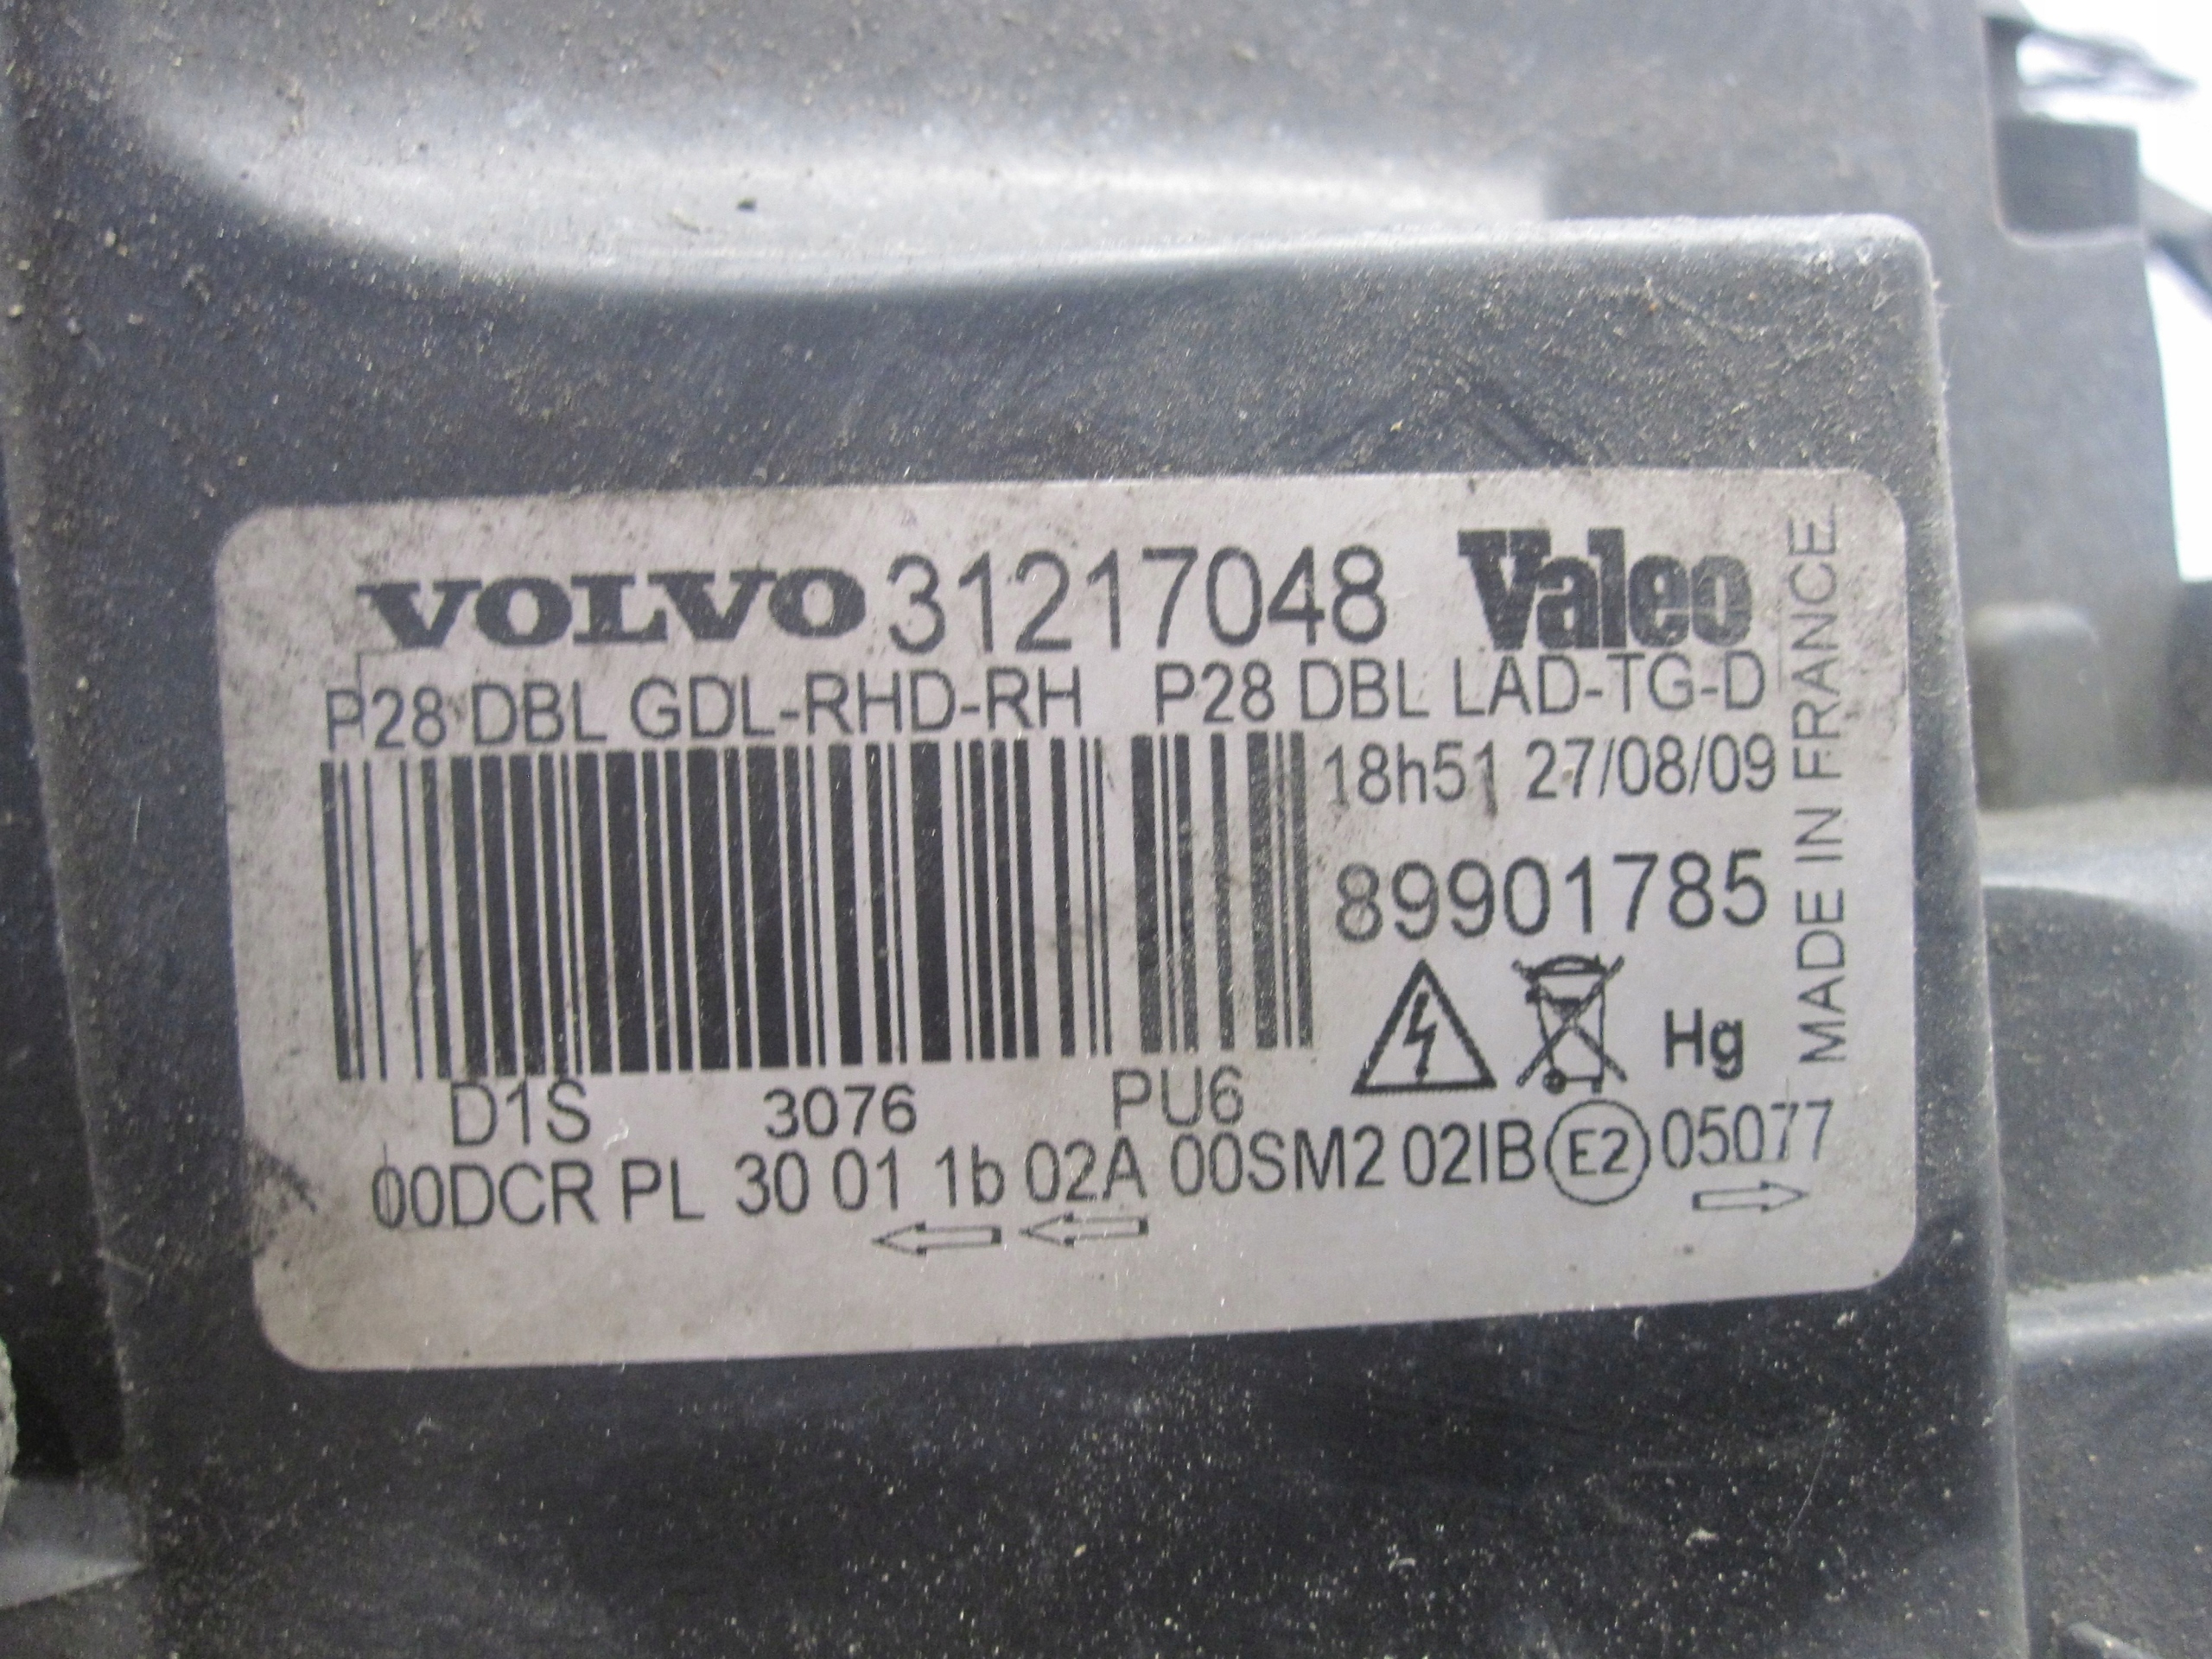 VOLVO 31217048 Valeo
P28 DBL GDL-RHD-RH P28 DBL LAD-TG-D
18h51 27/08/09
89901785
Hg
MADE IN FRANCE
D1S 3076 PU6
00DCR PL 30 01 1b 02A 00SM2 02IB E2 05077